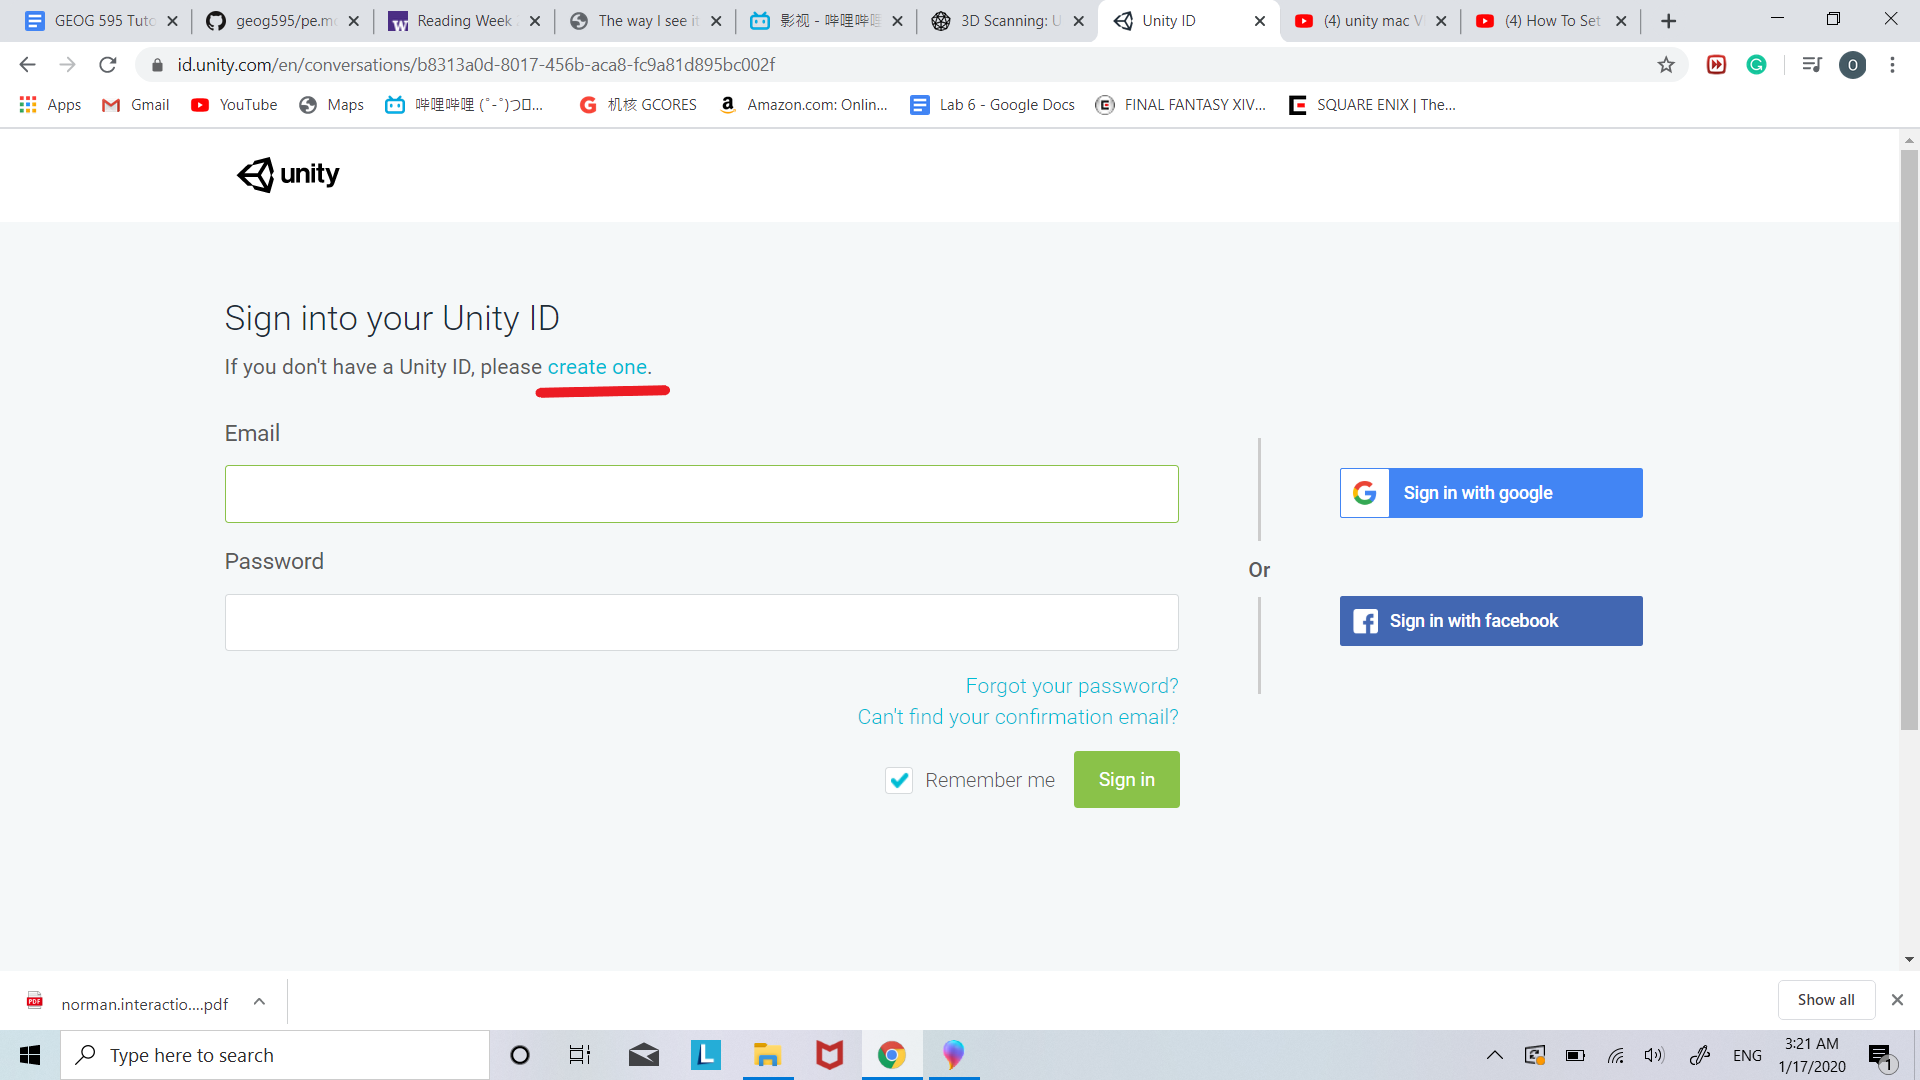 GEOG 595 Tuto
geog595/pe.mo
Reading Week
The way I see it
影视 - 哔哩哔哩
3D Scanning: U
Unity ID
(4) unity mac V
(4) How To Set
id.unity.com/en/conversations/b8313a0d-8017-456b-aca8-fc9a81d895bc002f
O
Apps
Gmail
YouTube
Maps
哔哩哔哩 (゜-゜)つロ...
机核 GCORES
Amazon.com: Onlin...
Lab 6 - Google Docs
FINAL FANTASY XIV...
SQUARE ENIX | The...
unity
Sign into your Unity ID
If you don't have a Unity ID, please create one.
Email
Password
Or
Sign in with google
Sign in with facebook
Forgot your password?
Can't find your confirmation email?
Remember me
Sign in
PDF
norman.interactio....pdf
Show all
Type here to search
L
ENG
3:21 AM
1/17/2020
1